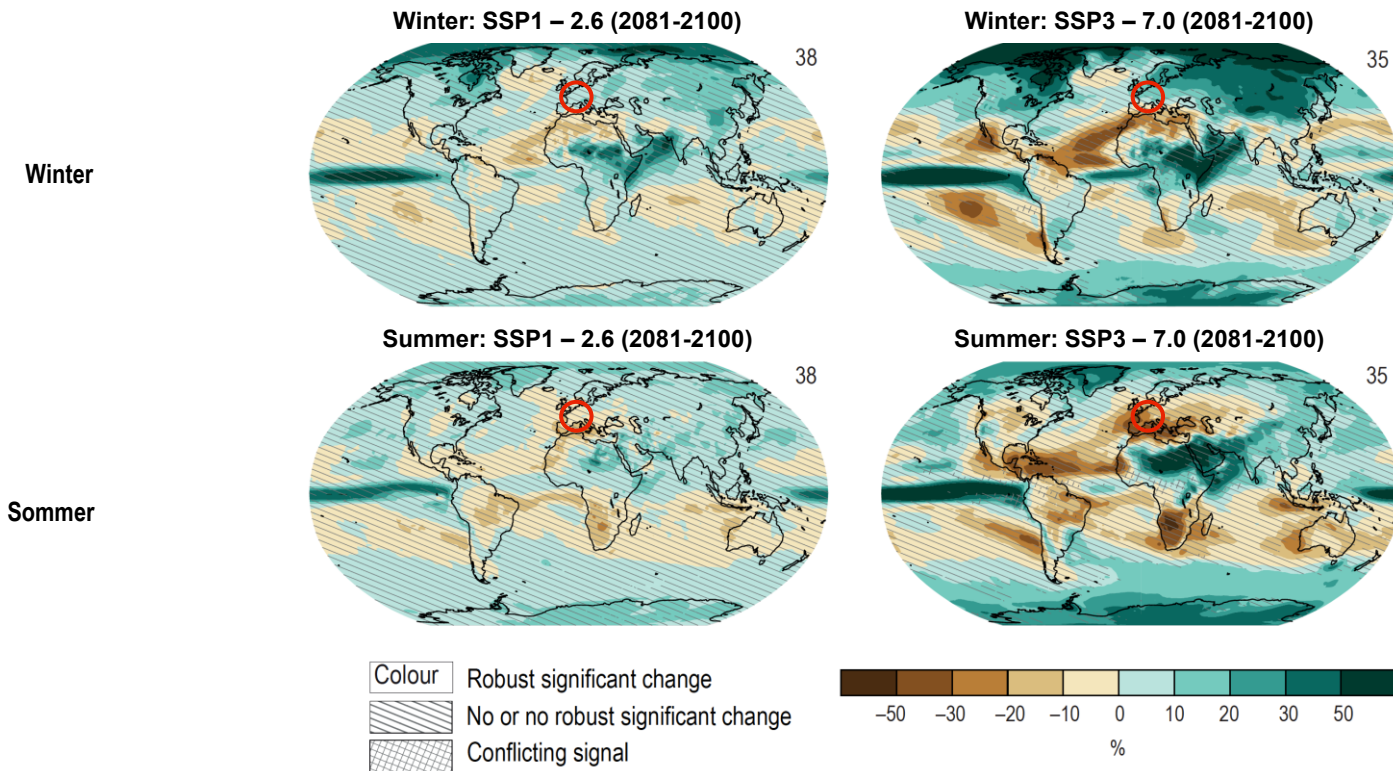 Winter: SSP1 – 2.6 (2081-2100)
Winter: SSP3 – 7.0 (2081-2100)
38
35
Winter
Summer: SSP1 – 2.6 (2081-2100)
Summer: SSP3 – 7.0 (2081-2100)
38
35
Sommer
Colour
Robust significant change
No or no robust significant change
Conflicting signal
–50 –30 –20 –10 0 10 20 30 50
%